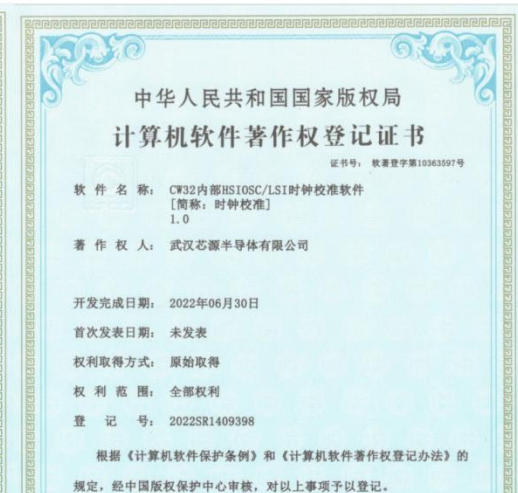 中华人民共和国国家版权局
计算机软件著作权登记证书
证书号： 软著登字第10363597号
软件名称： CW32内部HSIOSC/LSI时钟校准软件
[简称：时钟校准]
1.0
著作权人： 武汉芯源半导体有限公司
开发完成日期： 2022年06月30日
首次发表日期： 未发表
权利取得方式： 原始取得
权利范围： 全部权利
登记号： 2022SR1409398
根据《计算机软件保护条例》和《计算机软件著作权登记办法》的
规定，经中国版权保护中心审核，对以上事项予以登记。